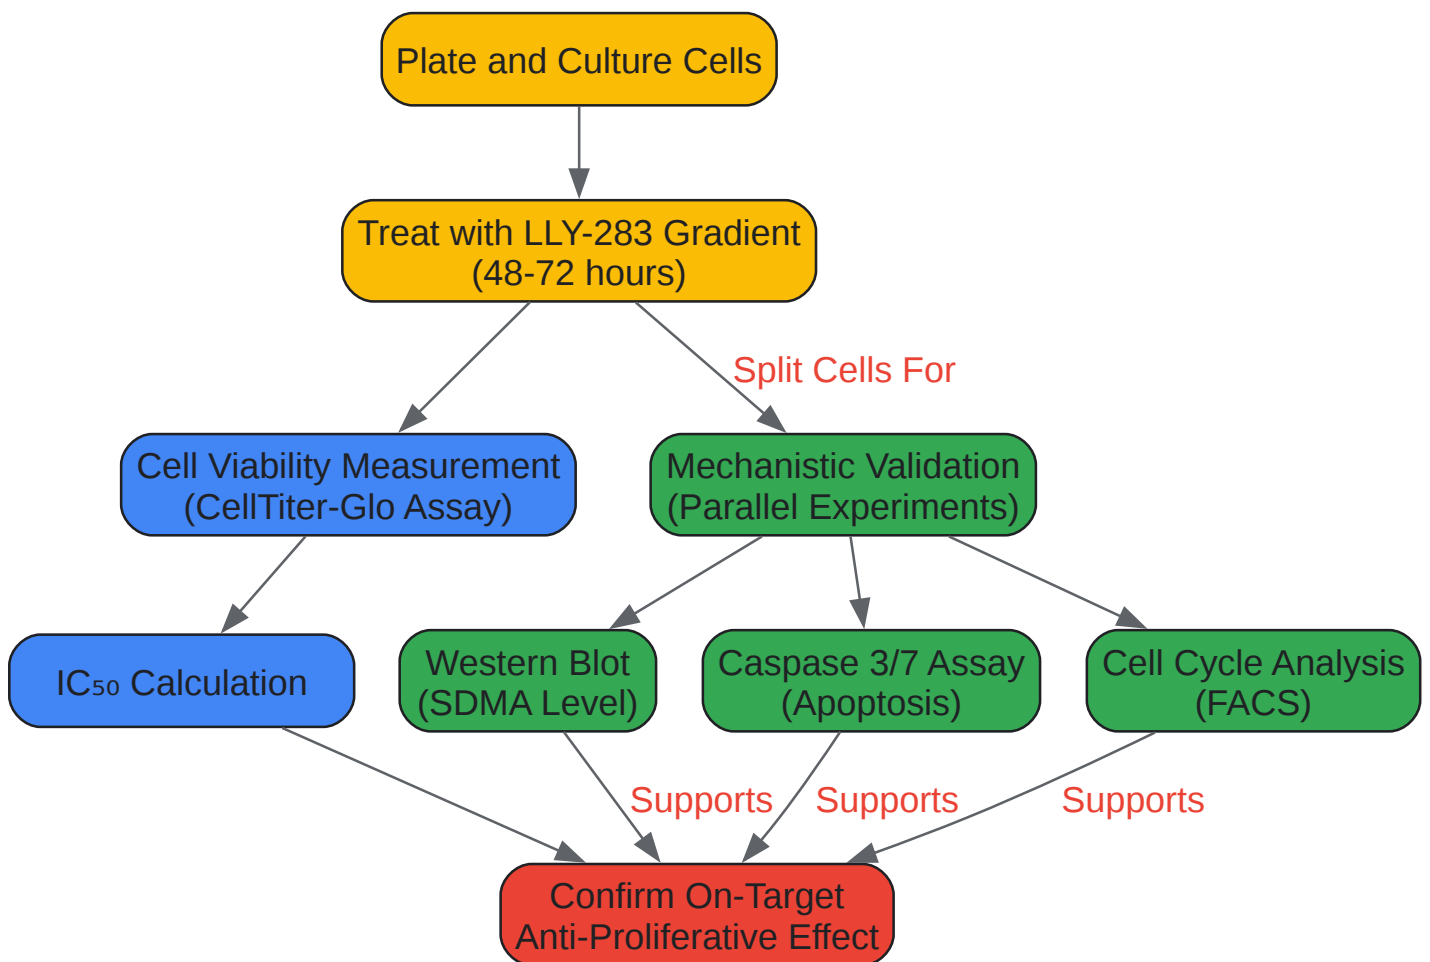 Plate and Culture Cells
Treat with LLY-283 Gradient
(48-72 hours)
Split Cells For
Cell Viability Measurement
(CellTiter-Glo Assay)
Mechanistic Validation
(Parallel Experiments)
IC₅₀ Calculation
Western Blot
(SDMA Level)
Caspase 3/7 Assay
(Apoptosis)
Cell Cycle Analysis
(FACS)
Supports
Supports
Supports
Confirm On-Target
Anti-Proliferative Effect